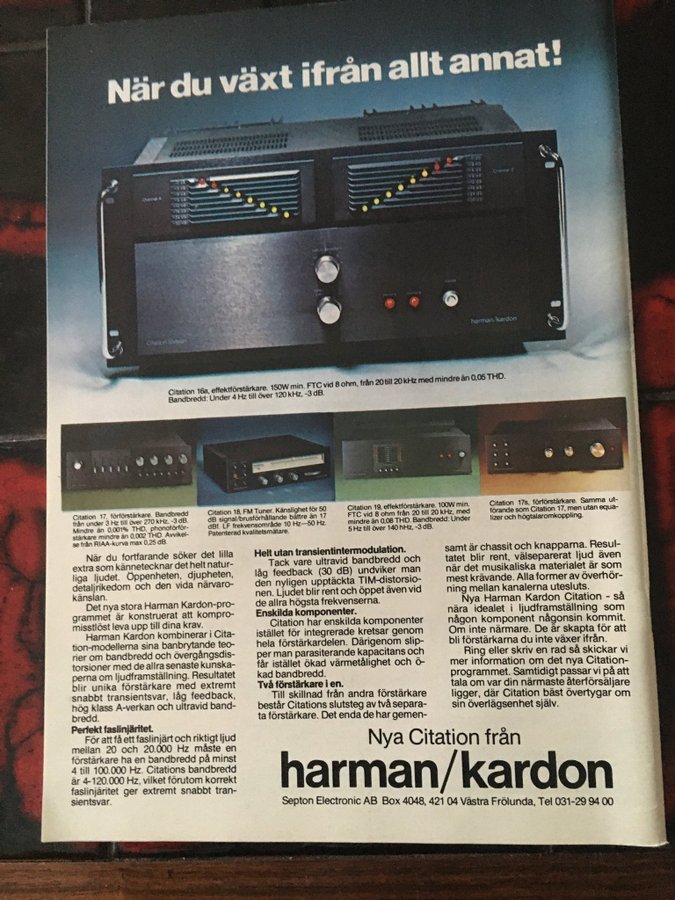 När du växt ifrån allt annat!
Channel A
Channel B
Citation Sixteen
harman/kardon
Citation 16a, effektförstärkare. 150W min. FTC vid 8 ohm, från 20 till 20 kHz med mindre än 0,05 THD.
Bandbredd: Under 4 Hz till över 120 kHz, -3 dB.
Citation 17, förförstärkare. Bandbredd
från under 3 Hz till över 270 kHz, -3 dB.
Mindre än 0,001% THD, phonoförför-
stärkare mindre än 0,002 THD. Avvikel-
se från RIAA-kurva max 0,25 dB.
Citation 18, FM Tuner. Känslighet för 50
dB signal/brusförhållande bättre än 17
dBf. LF frekvensområde 10 Hz—50 Hz.
Patenterad kvalitetsmätare.
Citation 19, effektförstärkare. 100W min.
FTC vid 8 ohm från 20 till 20 kHz, med
mindre än 0,08 THD. Bandbredd: Under
5 Hz till över 140 kHz, -3 dB.
Citation 17s, förförstärkare. Samma ut-
förande som Citation 17, men utan equa-
lizer och högtalaromkoppling.
När du fortfarande söker det lilla
extra som kännetecknar det helt natur-
liga ljudet. Öppenheten, djupheten,
detaljrikedom och den vida närvaro-
känslan.
Det nya stora Harman Kardon-pro-
grammet är konstruerat att kompro-
misslöst leva upp till dina krav.
Harman Kardon kombinerar i Cita-
tion-modellerna sina banbrytande teo-
rier om bandbredd och övergångsdis-
torsioner med de allra senaste kunska-
perna om ljudframställning. Resultatet
blir unika förstärkare med extremt
snabbt transientsvar, låg feedback,
hög klass A-verkan och ultravid band-
bredd.
Perfekt faslinjäritet.
För att få ett faslinjärt och riktigt ljud
mellan 20 och 20.000 Hz måste en
förstärkare ha en bandbredd på minst
4 till 100.000 Hz. Citations bandbredd
är 4-120.000 Hz, vilket förutom korrekt
faslinjäritet ger extremt snabbt tran-
sientsvar.
Helt utan transientintermodulation.
Tack vare ultravid bandbredd och
låg feedback (30 dB) undviker man
den nyligen upptäckta TIM-distorsio-
nen. Ljudet blir rent och öppet även vid
de allra högsta frekvenserna.
Enskilda komponenter.
Citation har enskilda komponenter
istället för integrerade kretsar genom
hela förstärkardelen. Därigenom slip-
per man parasiterande kapacitans och
får istället ökad värmetålighet och ö-
kad bandbredd.
Två förstärkare i en.
Till skillnad från andra förstärkare
består Citations slutsteg av två separa-
ta förstärkare. Det enda de har gemen-
samt är chassit och knapparna. Resul-
tatet blir rent, välseparerat ljud även
när det musikaliska materialet är som
mest krävande. Alla former av överhör-
ning mellan kanalerna utesluts.
Nya Harman Kardon Citation - så
nära idealet i ljudframställning som
någon komponent någonsin kommit.
Om inte närmare. De är skapta för att
bli förstärkarna du inte växer ifrån.
Ring eller skriv en rad så skickar vi
mer information om det nya Citation-
programmet. Samtidigt passar vi på att
tala om var din närmaste återförsäljare
ligger, där Citation bäst övertygar om
sin överlägsenhet själv.
Nya Citation från
harman/kardon
Septon Electronic AB Box 4048, 421 04 Västra Frölunda, Tel 031-29 94 00